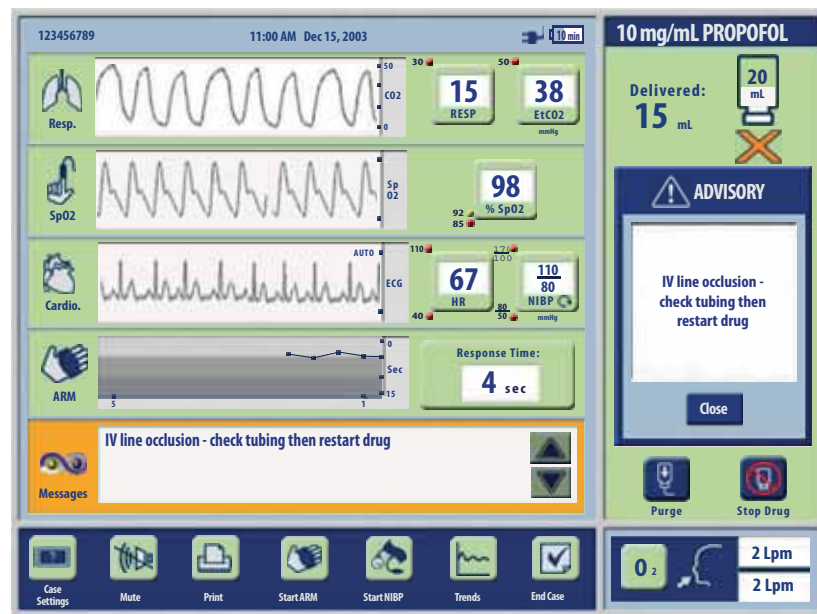 123456789 11:00 AM Dec 15, 2003 10 min
Resp.
50
CO2
0
30
15
RESP
50
38
EtCO2
mmHg
SpO2
Sp
02
92
85
98
% SpO2
Cardio.
AUTO
ECG
110
40
67
HR
170
100
80
50
110
80
NIBP
mmHg
ARM
0
Sec
15
5 1
Response Time:
4 sec
Messages
IV line occlusion - check tubing then restart drug
Case
Settings
Mute
Print
Start ARM
Start NIBP
Trends
End Case
10 mg/mL PROPOFOL
Delivered:
15 mL
20
mL
ADVISORY
IV line occlusion -
check tubing then
restart drug
Close
Purge
Stop Drug
O2
2 Lpm
2 Lpm